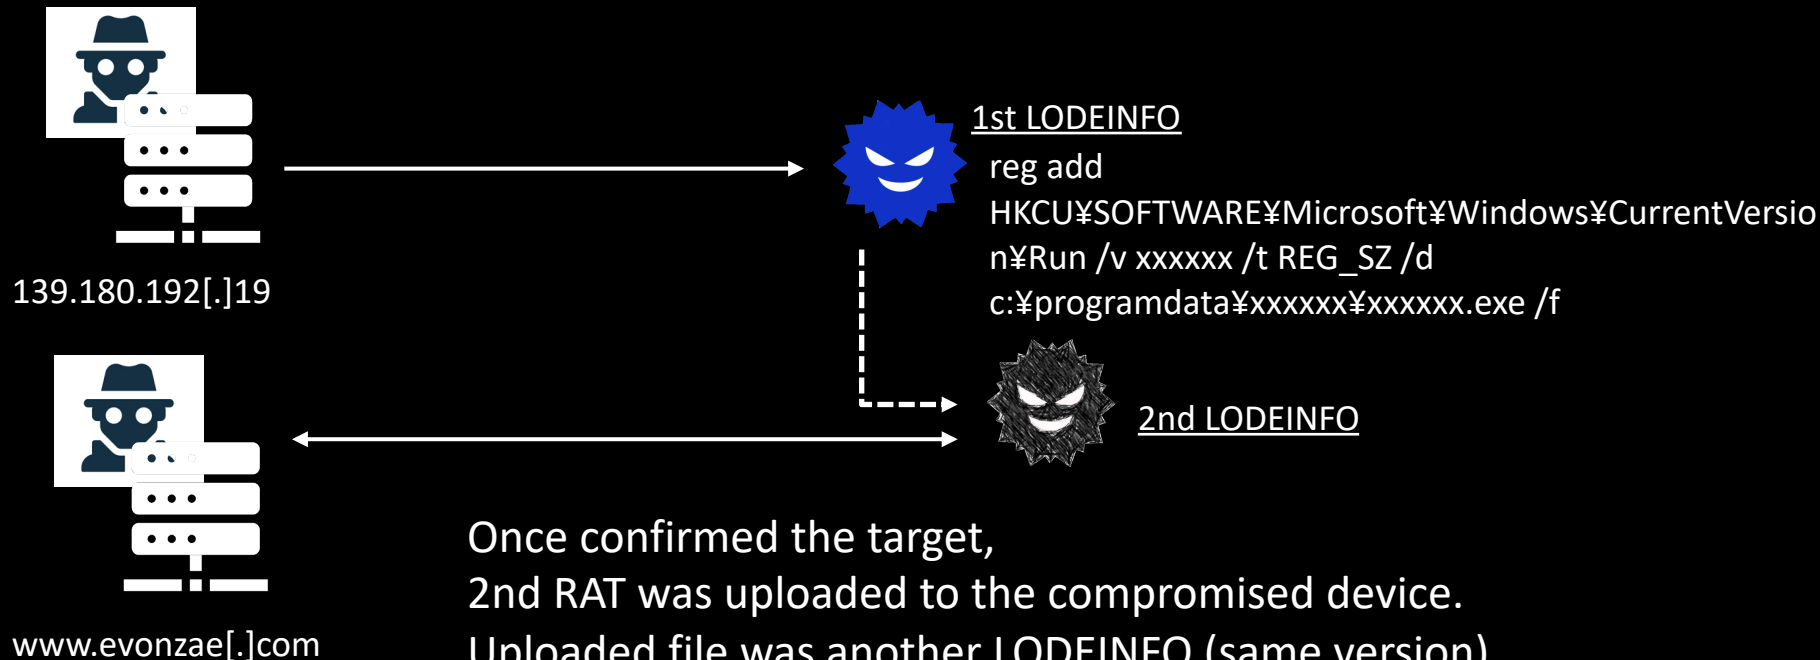 139.180.192[.]19
1st LODEINFO
reg add
HKCU¥SOFTWARE¥Microsoft¥Windows¥CurrentVersio
n¥Run /v xxxxxx /t REG_SZ /d
c:¥programdata¥xxxxxx¥xxxxxx.exe /f
2nd LODEINFO
www.evonzae[.]com
Once confirmed the target,
2nd RAT was uploaded to the compromised device.
Uploaded file was another LODEINFO (same version)